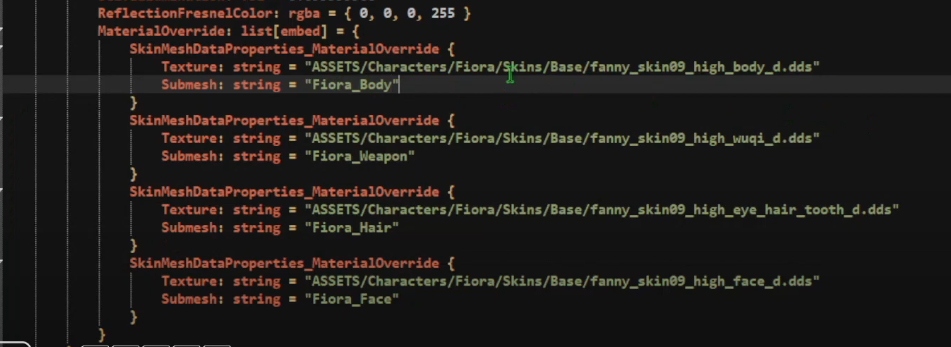 ReflectionFresnelColor: rgba = { 0, 0, 0, 255 }
MaterialOverride: list[embed] = {
SkinMeshDataProperties_MaterialOverride {
Texture: string = "ASSETS/Characters/Fiora/Skins/Base/fanny_skin09_high_body_d.dds"
Submesh: string = "Fiora_Body"
}
SkinMeshDataProperties_MaterialOverride {
Texture: string = "ASSETS/Characters/Fiora/Skins/Base/fanny_skin09_high_wuqi_d.dds"
Submesh: string = "Fiora_Weapon"
}
SkinMeshDataProperties_MaterialOverride {
Texture: string = "ASSETS/Characters/Fiora/Skins/Base/fanny_skin09_high_eye_hair_tooth_d.dds"
Submesh: string = "Fiora_Hair"
}
SkinMeshDataProperties_MaterialOverride {
Texture: string = "ASSETS/Characters/Fiora/Skins/Base/fanny_skin09_high_face_d.dds"
Submesh: string = "Fiora_Face"
}
}